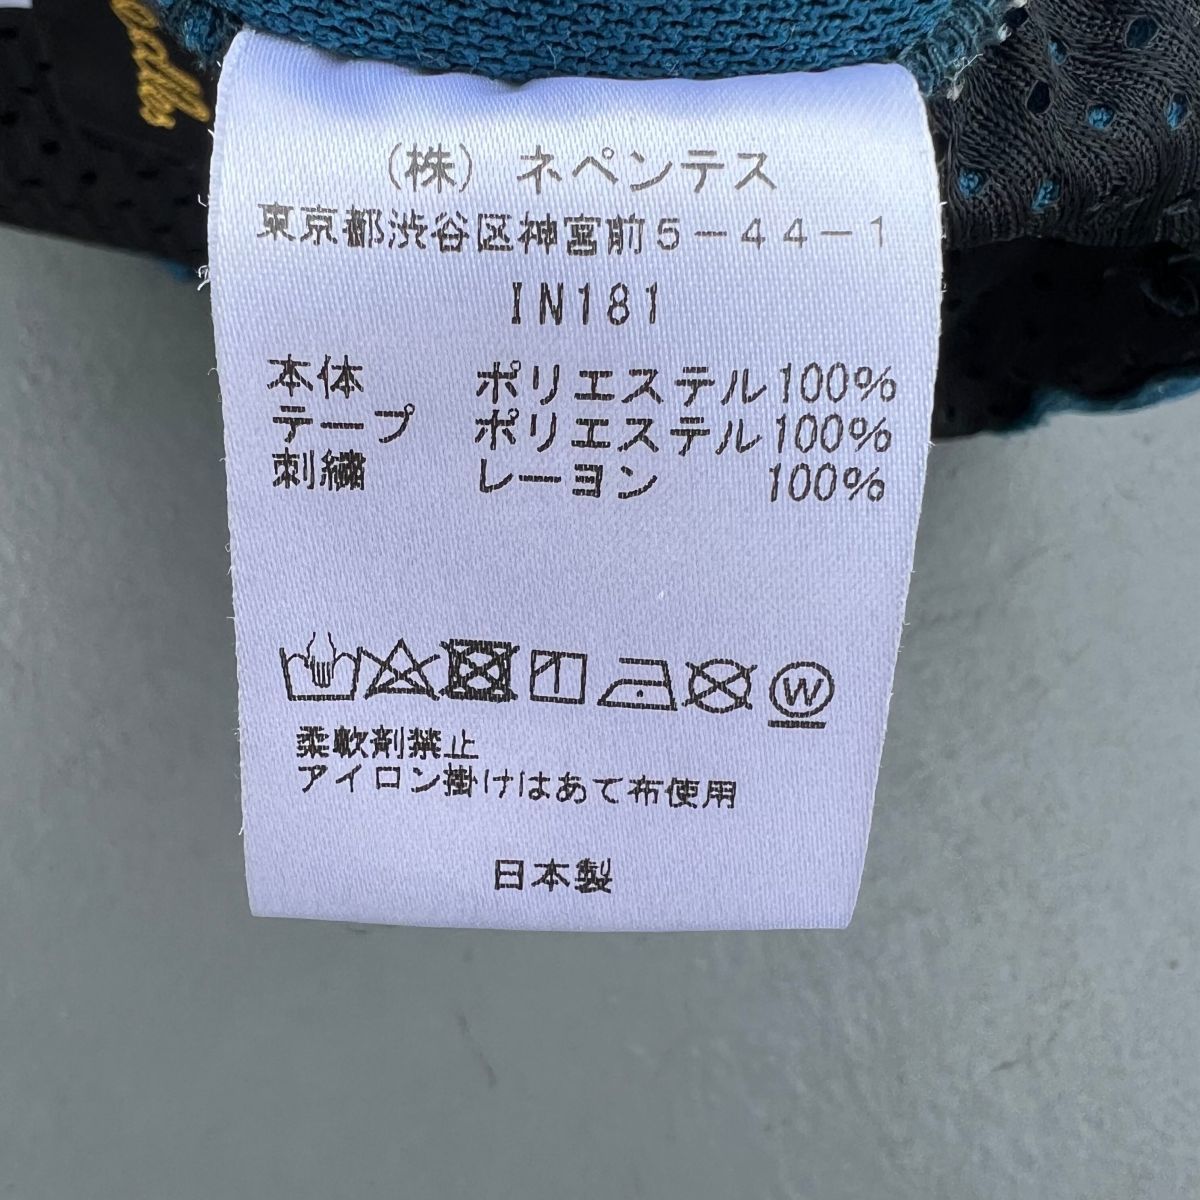 (株) ネペンテス
東京都渋谷区神宮前5-44-1
IN181
本体 ポリエステル100%
テープ ポリエステル100%
刺繍 レーヨン 100%
W
柔軟剤禁止
アイロン掛けはあて布使用
日本製